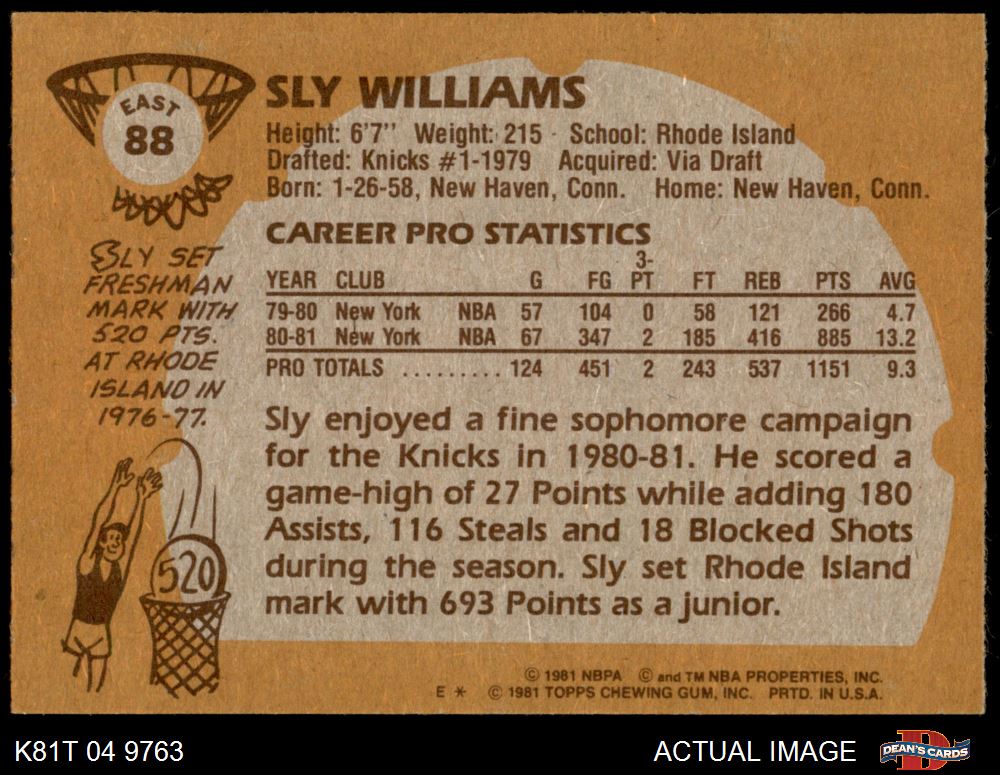 EAST
88
SLY WILLIAMS
Height: 6'7'' Weight: 215 School: Rhode Island
Drafted: Knicks #1-1979 Acquired: Via Draft
Born: 1-26-58, New Haven, Conn. Home: New Haven, Conn.
SLY SET
FRESHMAN
MARK WITH
520 PTS.
AT RHODE
ISLAND IN
1976-77.
520
CAREER PRO STATISTICS
YEAR CLUB G FG 3-PT FT REB PTS AVG
79-80 New York NBA 57 104 0 58 121 266 4.7
80-81 New York NBA 67 347 2 185 416 885 13.2
PRO TOTALS .......... 124 451 2 243 537 1151 9.3
Sly enjoyed a fine sophomore campaign
for the Knicks in 1980-81. He scored a
game-high of 27 Points while adding 180
Assists, 116 Steals and 18 Blocked Shots
during the season. Sly set Rhode Island
mark with 693 Points as a junior.
© 1981 NBPA © and TM NBA PROPERTIES, INC.
E * © 1981 TOPPS CHEWING GUM, INC. PRTD. IN U.S.A.
K81T 04 9763 ACTUAL IMAGE DEAN'S CARDS